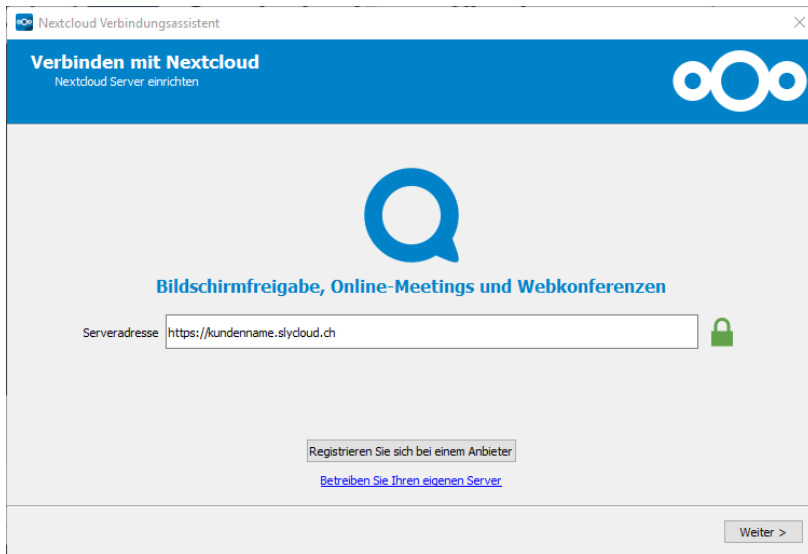 Nextcloud Verbindungsassistent
Verbinden mit Nextcloud
Nextcloud Server einrichten
Bildschirmfreigabe, Online-Meetings und Webkonferenzen
Serveradresse https://kundenname.slycloud.ch
Registrieren Sie sich bei einem Anbieter
Betreiben Sie Ihren eigenen Server
Weiter >